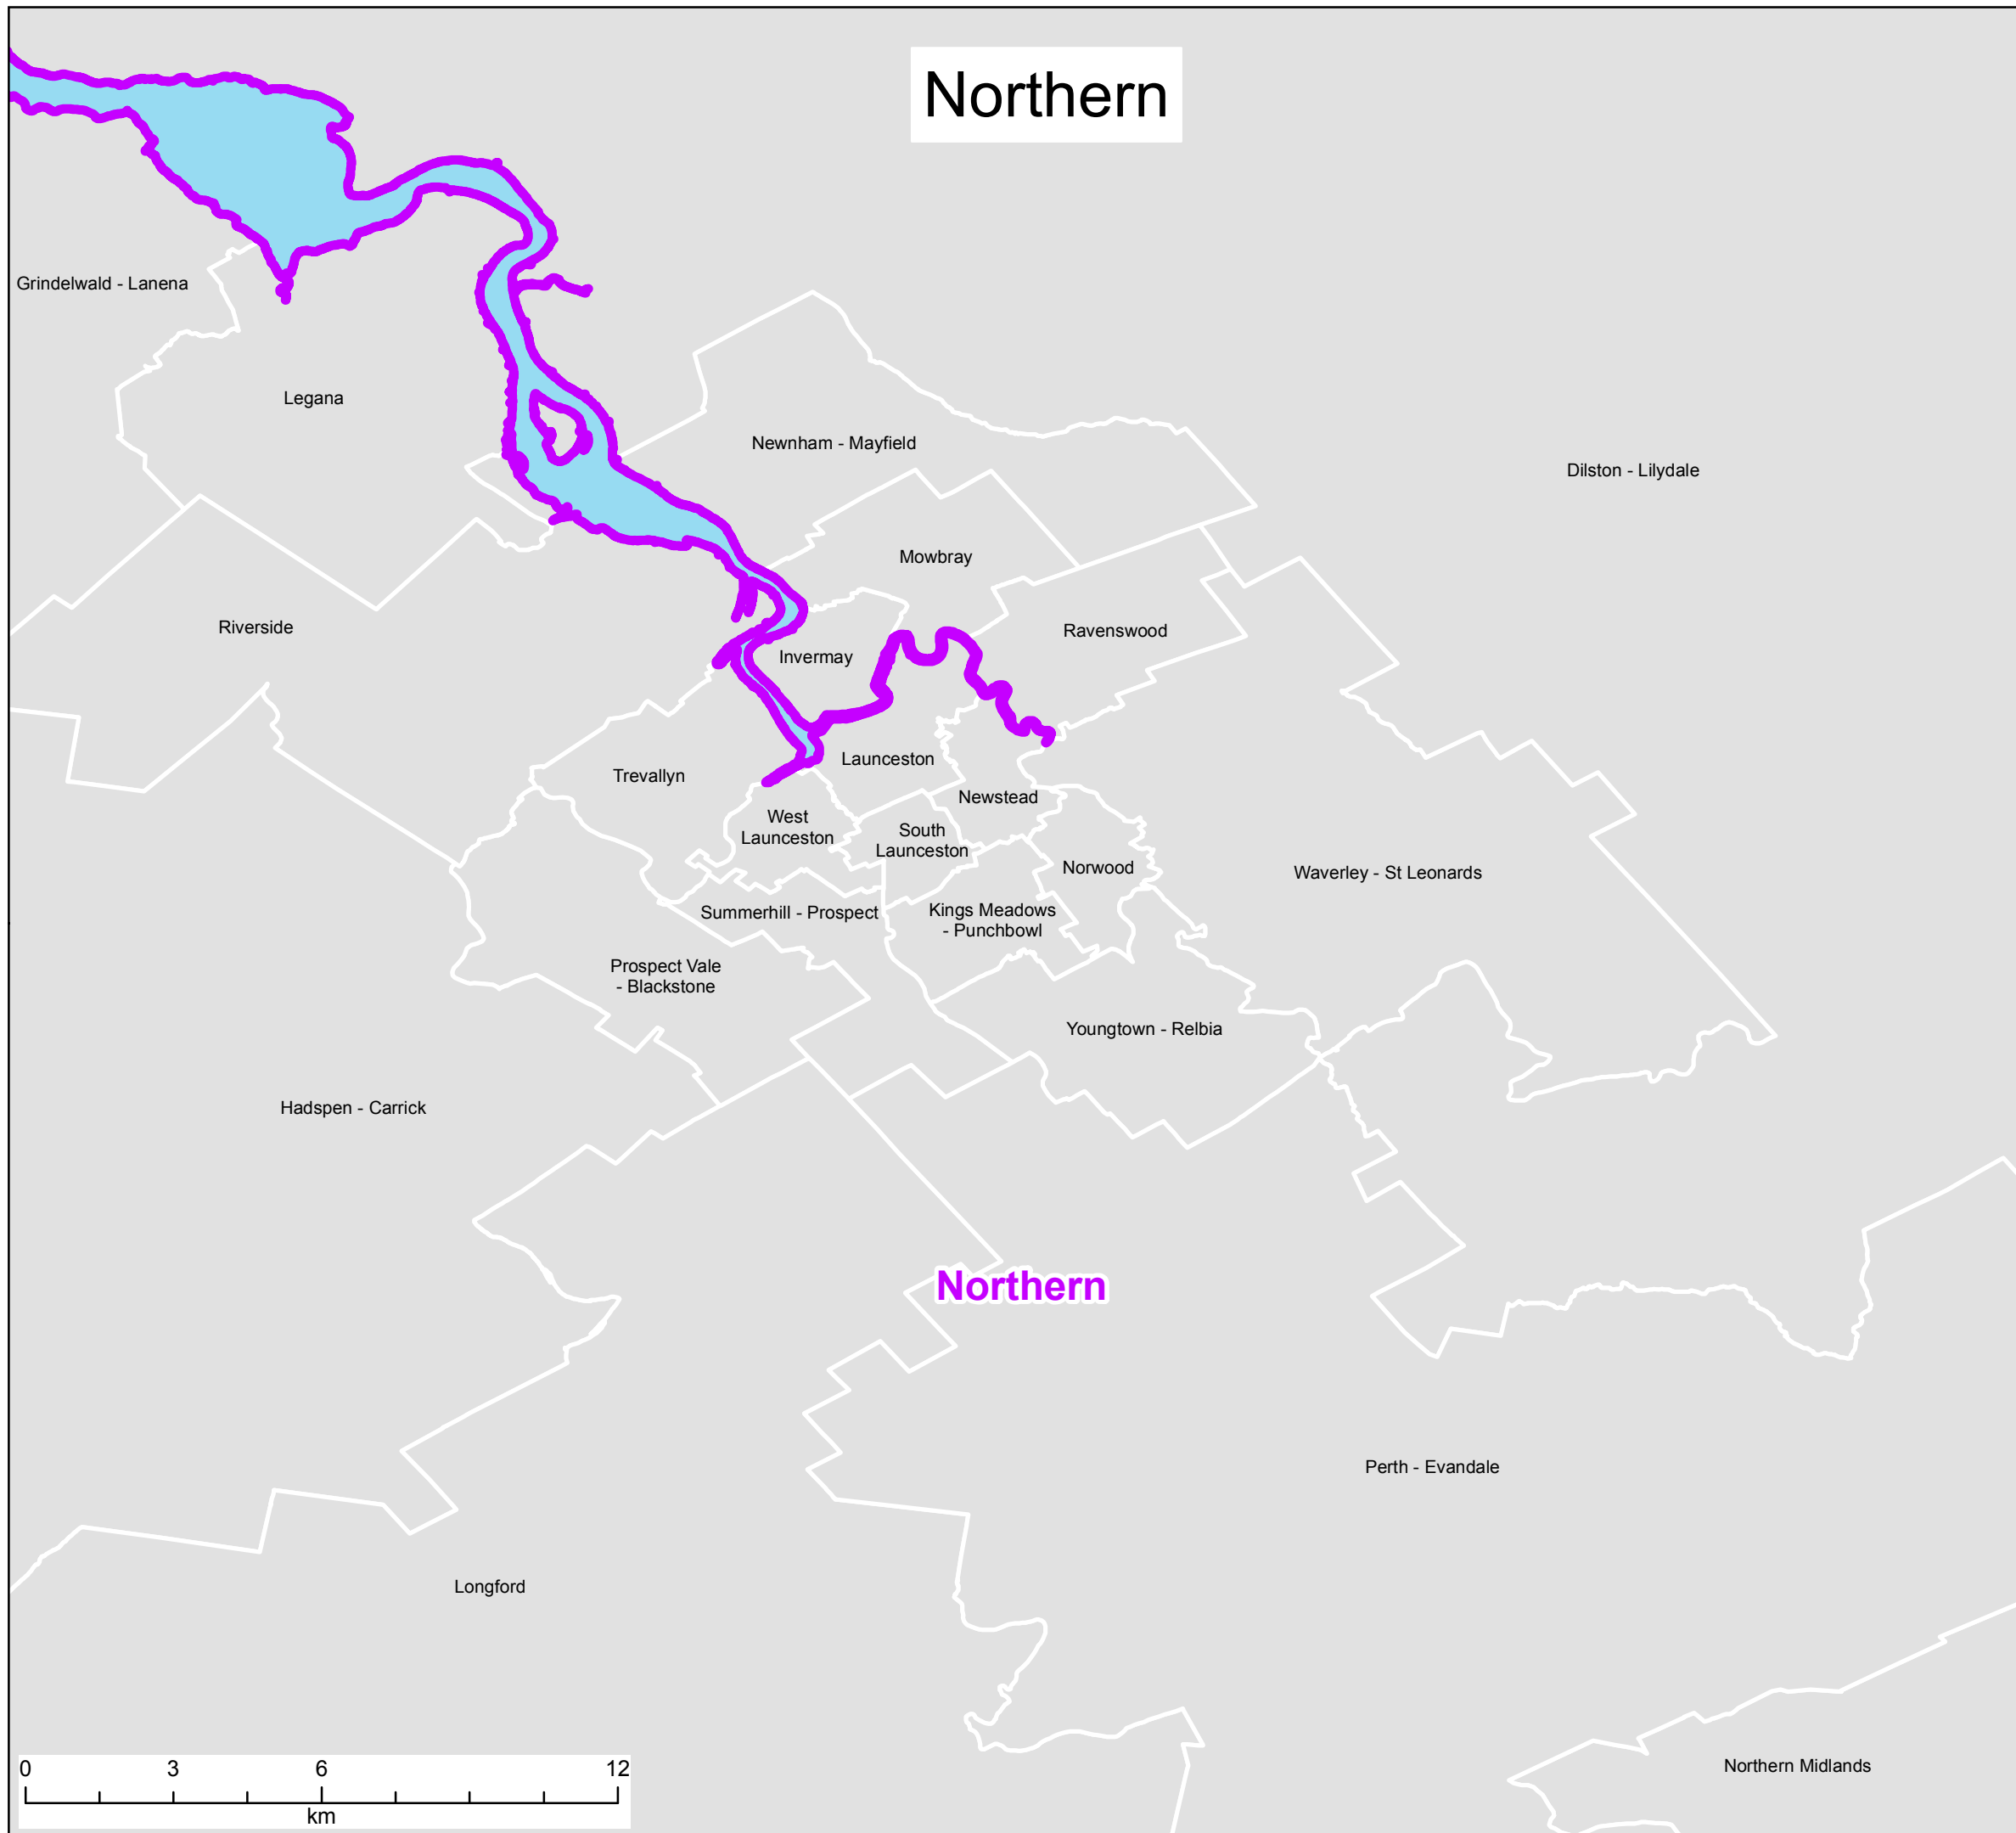 Northern
Grindelwald - Lanena
Legana
Newnham - Mayfield
Dilston - Lilydale
Mowbray
Riverside
Ravenswood
Invermay
Launceston
Trevallyn
Newstead
West
Launceston
South
Launceston
Norwood
Waverley - St Leonards
Summerhill - Prospect
Kings Meadows
- Punchbowl
Prospect Vale
- Blackstone
Youngtown - Relbia
Hadspen - Carrick
Northern
Perth - Evandale
Longford
Northern Midlands
0 3 6 12
km